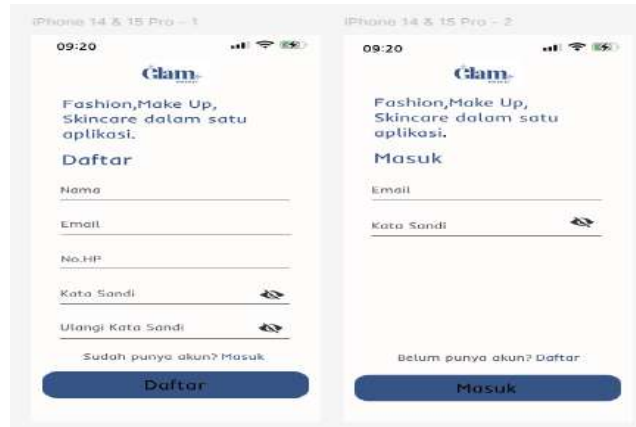 iPhone 14 & 15 Pro – 1
09:20
Glam
Fashion,Make Up,
Skincare dalam satu
aplikasi.
Daftar
Nama
Email
No.HP
Kata Sandi
Ulangi Kata Sandi
Sudah punya akun? Masuk
Daftar
iPhone 14 & 15 Pro – 2
09:20
Glam
Fashion,Make Up,
Skincare dalam satu
aplikasi.
Masuk
Email
Kata Sandi
Belum punya akun? Daftar
Masuk